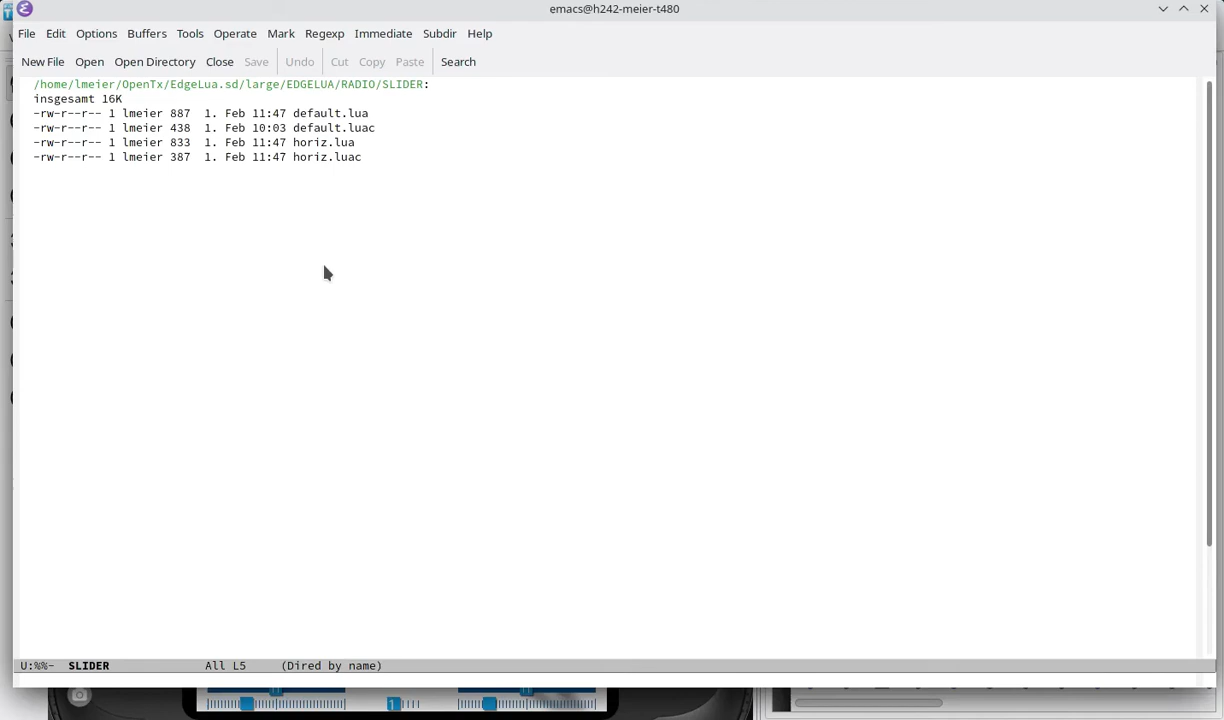 emacs@h242-meier-t480
File Edit Options Buffers Tools Operate Mark Regexp Immediate Subdir Help
New File Open Open Directory Close Save Undo Cut Copy Paste Search
/home/lmeier/OpenTx/EdgeLua.sd/large/EDGELUA/RADIO/SLIDER:
insgesamt 16K
-rw-r--r-- 1 lmeier 887  1. Feb 11:47 default.lua
-rw-r--r-- 1 lmeier 438  1. Feb 10:03 default.luac
-rw-r--r-- 1 lmeier 833  1. Feb 11:47 horiz.lua
-rw-r--r-- 1 lmeier 387  1. Feb 11:47 horiz.luac
U:%%-  SLIDER All L5 (Dired by name)
1